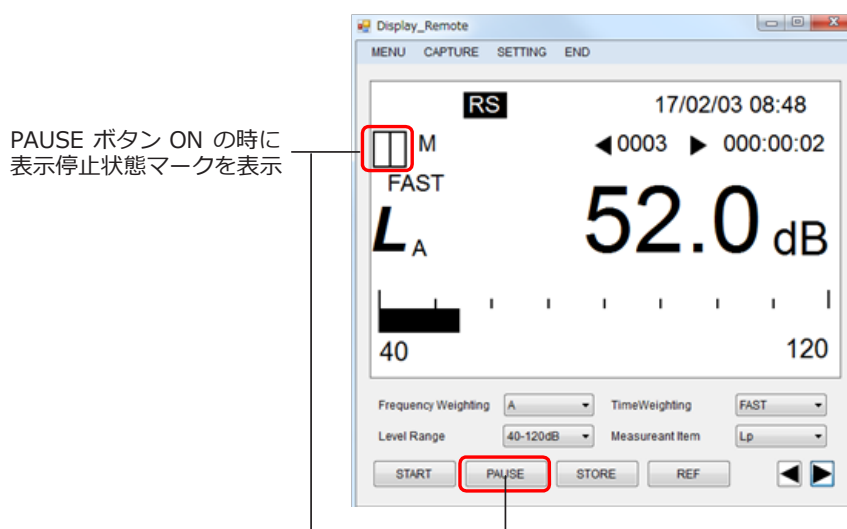 Display_Remote
MENU CAPTURE SETTING END
RS 17/02/03 08:48
PAUSE ボタン ON の時に
表示停止状態マークを表示
M ◀ 0003 ▶ 000:00:02
FAST
LA 52.0 dB
40 120
Frequency Weighting A TimeWeighting FAST
Level Range 40-120dB Measureant Item Lp
START PAUSE STORE REF ◀ ▶